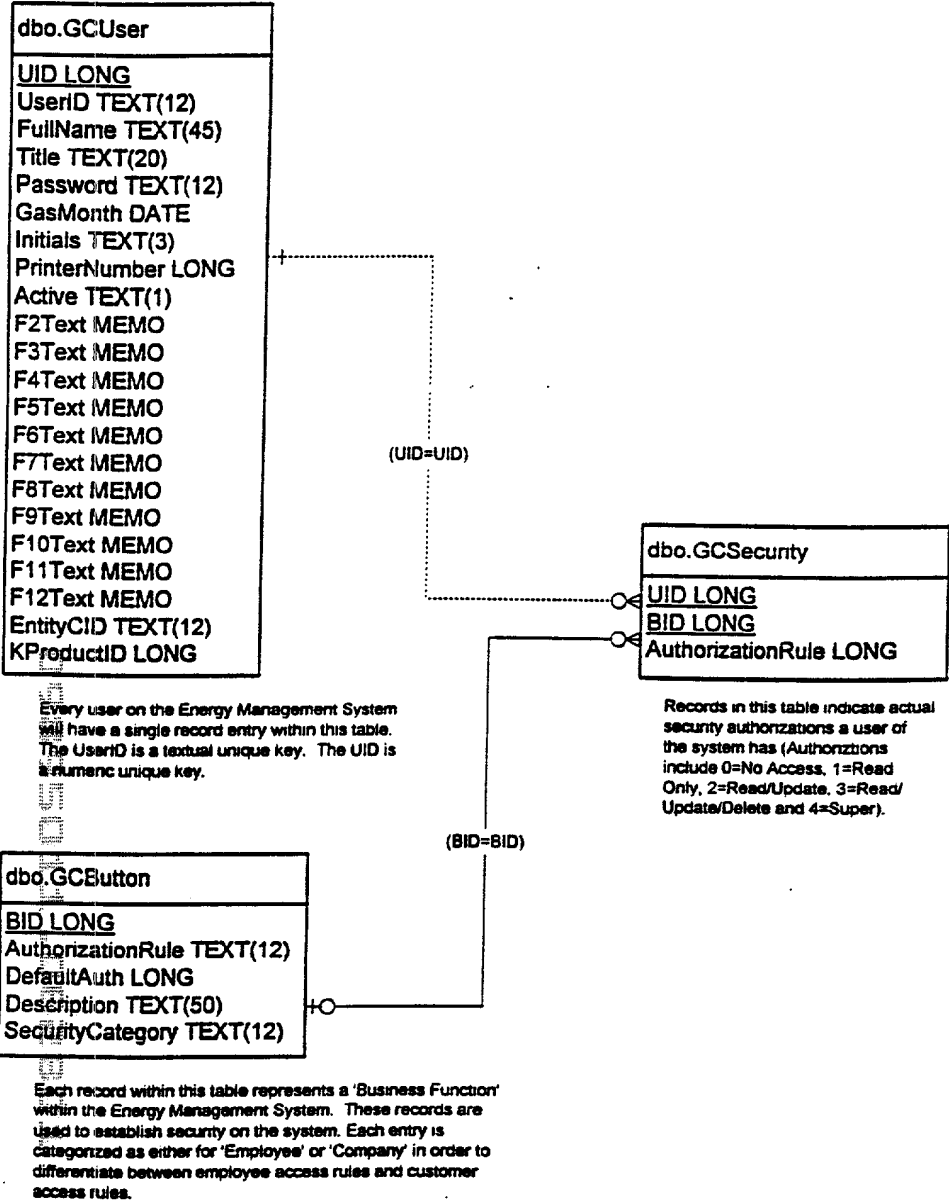 dbo.GCUser
UID LONG
UserID TEXT(12)
FullName TEXT(45)
Title TEXT(20)
Password TEXT(12)
GasMonth DATE
Initials TEXT(3)
PrinterNumber LONG
Active TEXT(1)
F2Text MEMO
F3Text MEMO
F4Text MEMO
F5Text MEMO
F6Text MEMO
F7Text MEMO
F8Text MEMO
F9Text MEMO
F10Text MEMO
F11Text MEMO
F12Text MEMO
EntityCID TEXT(12)
KProductID LONG
Every user on the Energy Management System
will have a single record entry within this table.
The UserID is a textual unique key. The UID is
a numeric unique key.
(UID=UID)
dbo.GCSecurity
UID LONG
BID LONG
AuthorizationRule LONG
Records in this table indicate actual
security authorizations a user of
the system has (Authorizations
include 0=No Access, 1=Read
Only, 2=Read/Update, 3=Read/
Update/Delete and 4=Super).
(BID=BID)
dbo.GCButton
BID LONG
AuthorizationRule TEXT(12)
DefaultAuth LONG
Description TEXT(50)
SecurityCategory TEXT(12)
Each record within this table represents a 'Business Function'
within the Energy Management System. These records are
used to establish security on the system. Each entry is
categorized as either for 'Employee' or 'Company' in order to
differentiate between employee access rules and customer
access rules.